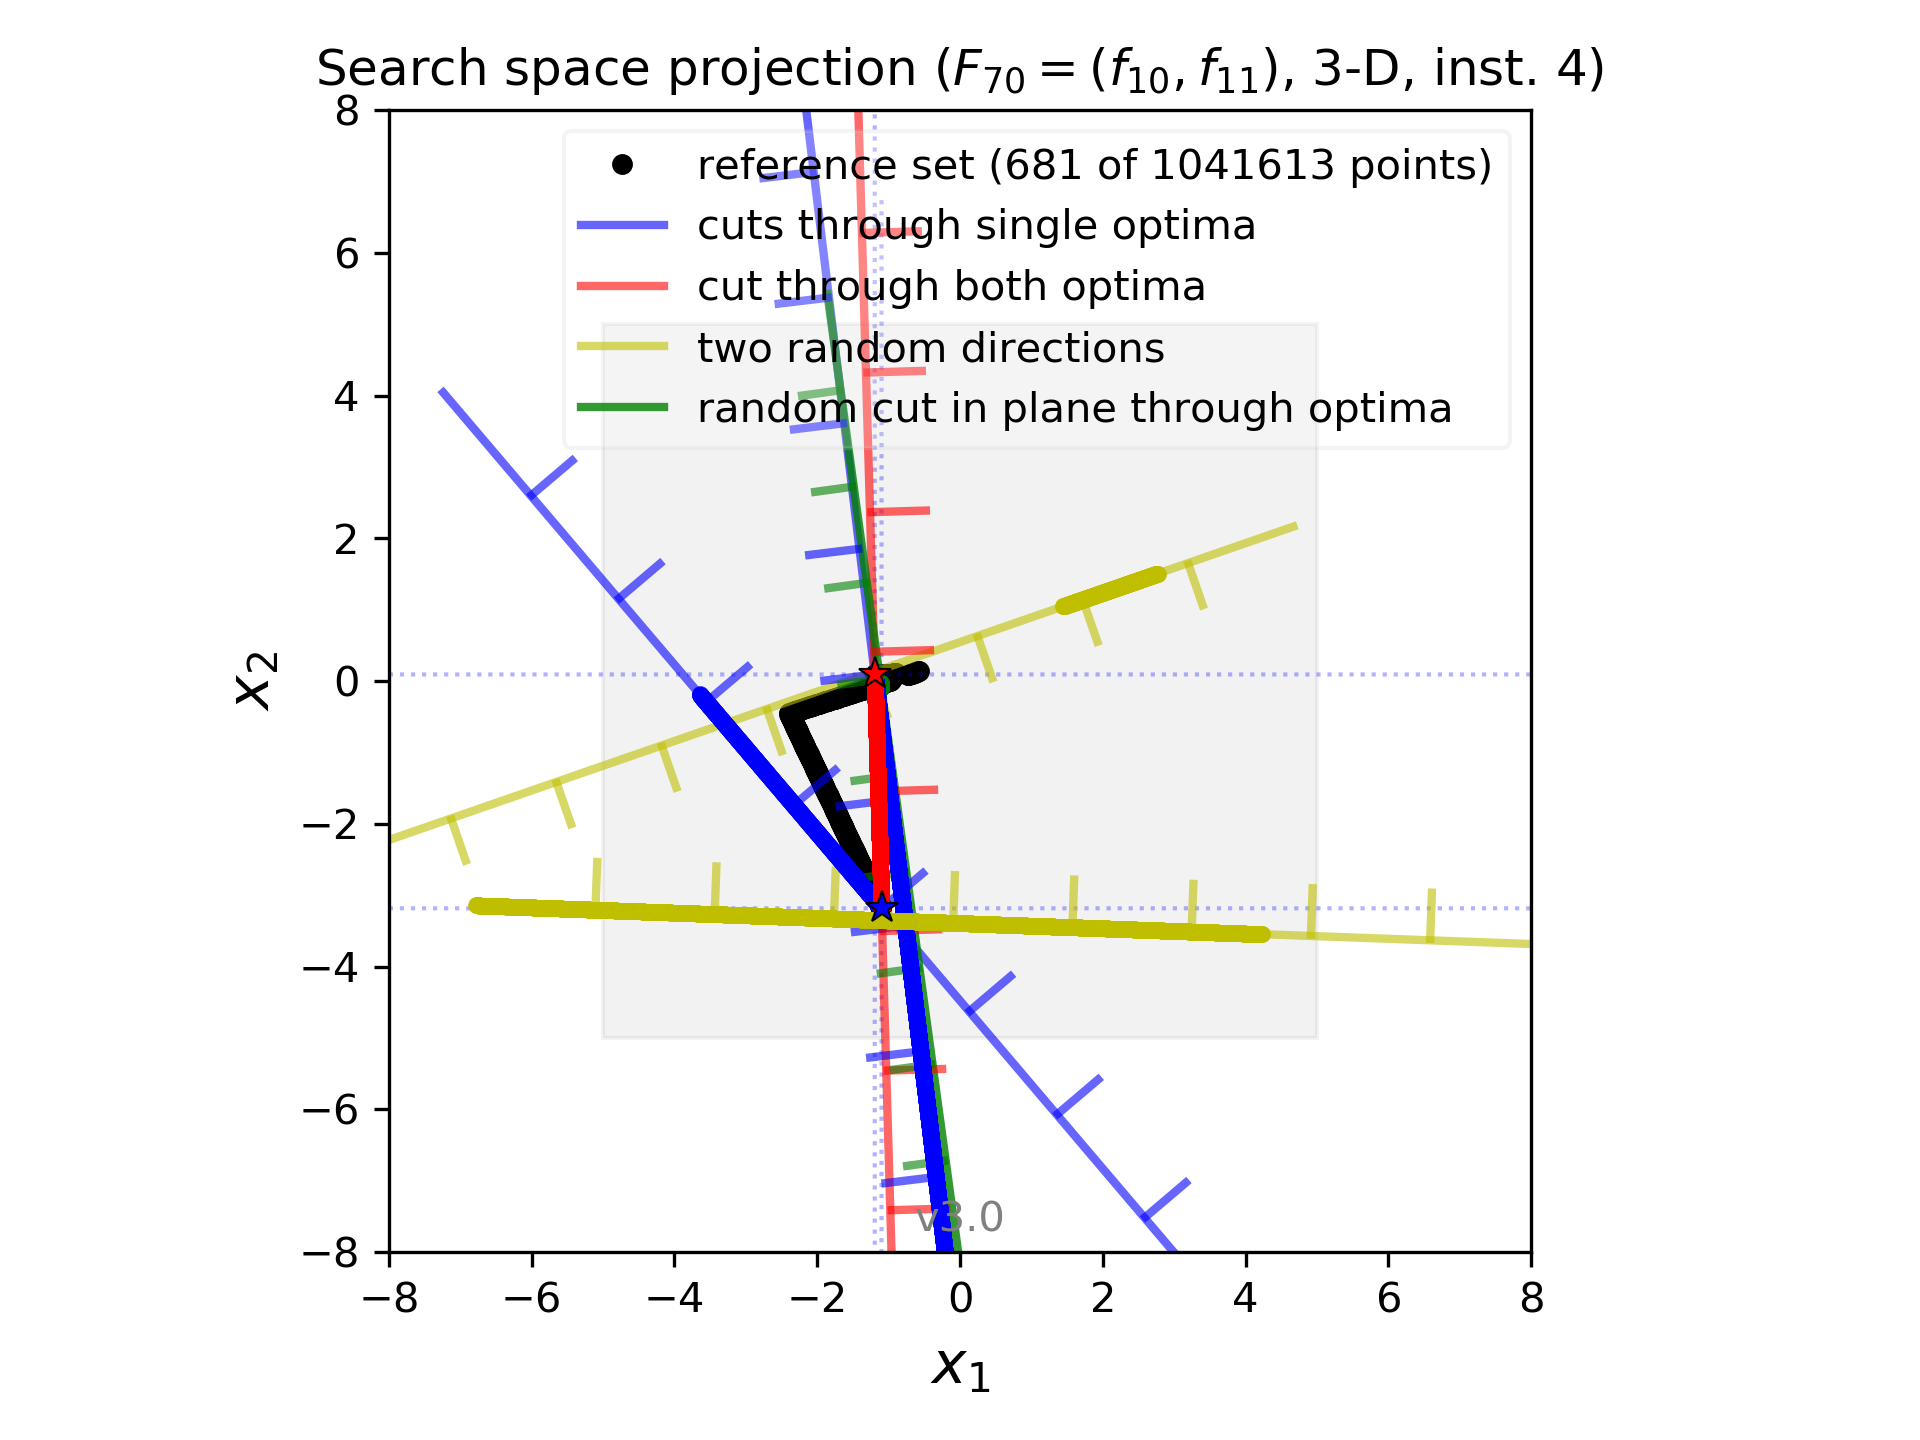 Search space projection (F₇₀ = (f₁₀, f₁₁), 3-D, inst. 4)
reference set (681 of 1041613 points)
cuts through single optima
cut through both optima
two random directions
random cut in plane through optima
8
6
4
2
0
−2
−4
−6
−8
x₂
v3.0
−8 −6 −4 −2 0 2 4 6 8
x₁